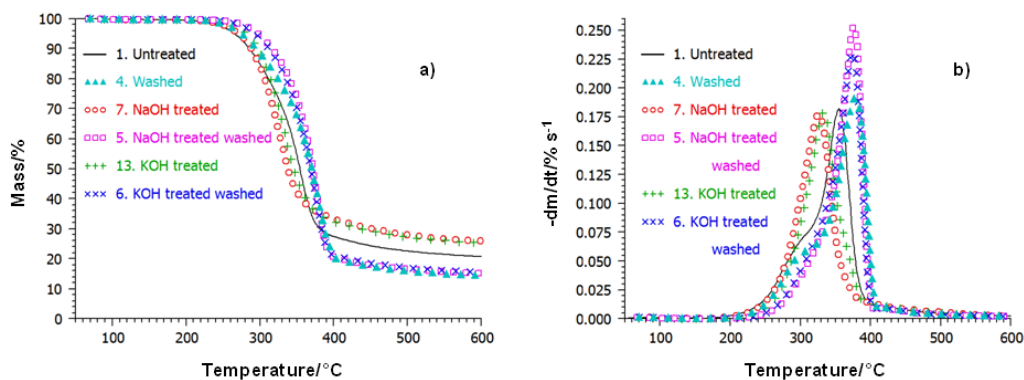 100
90
80
70
60
50
40
30
20
10
0
Mass/%
1. Untreated
4. Washed
7. NaOH treated
5. NaOH treated washed
13. KOH treated
6. KOH treated washed
a)
100 200 300 400 500 600
Temperature/°C
0.250
0.225
0.200
0.175
0.150
0.125
0.100
0.075
0.050
0.025
0.000
-dm/dt/% s⁻¹
1. Untreated
4. Washed
7. NaOH treated
5. NaOH treated
washed
13. KOH treated
6. KOH treated
washed
b)
100 200 300 400 500 600
Temperature/°C